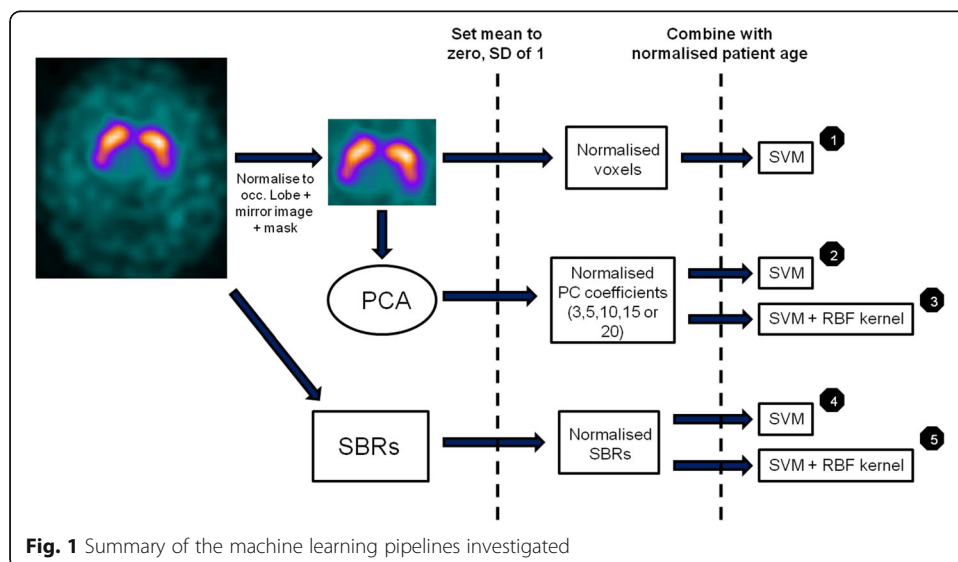 Set mean to
zero, SD of 1
Combine with
normalised patient age
Normalise to
occ. Lobe +
mirror image
+ mask
Normalised
voxels
SVM
1
PCA
Normalised
PC coefficients
(3,5,10,15 or
20)
SVM
2
SVM + RBF kernel
3
SBRs
Normalised
SBRs
SVM
4
SVM + RBF kernel
5
Fig. 1 Summary of the machine learning pipelines investigated